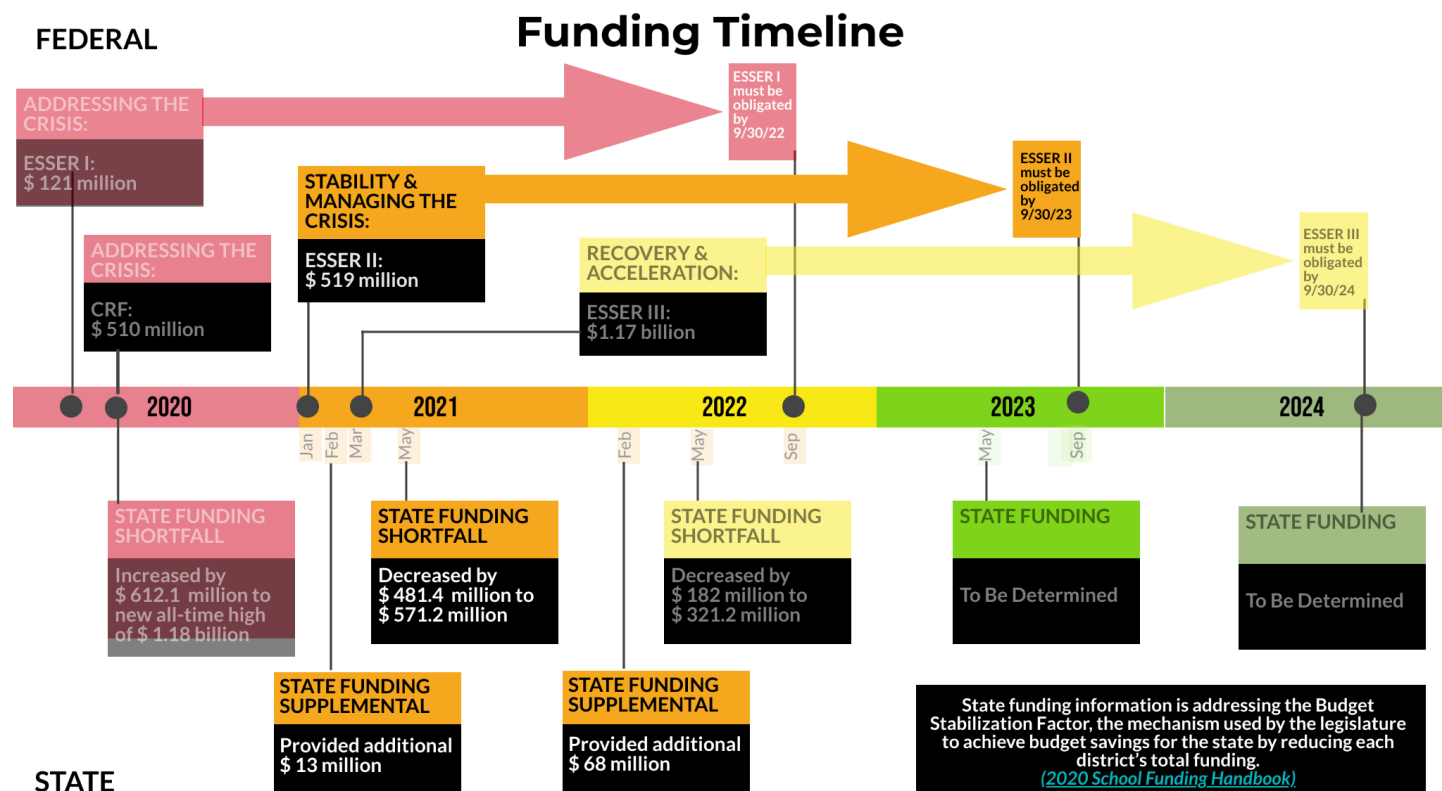 FEDERAL
Funding Timeline
ADDRESSING THE
CRISIS:
ESSER I:
$ 121 million
ESSER I
must be
obligated
by
9/30/22
STABILITY &
MANAGING THE
CRISIS:
ESSER II:
$ 519 million
ESSER II
must be
obligated
by
9/30/23
ADDRESSING THE
CRISIS:
CRF:
$ 510 million
RECOVERY &
ACCELERATION:
ESSER III:
$1.17 billion
ESSER III
must be
obligated
by
9/30/24
2020
2021
2022
2023
2024
Jan
Feb
Mar
May
Feb
May
Sep
May
Sep
STATE FUNDING
SHORTFALL
Increased by
$ 612.1 million to
new all-time high
of $ 1.18 billion
STATE FUNDING
SHORTFALL
Decreased by
$ 481.4 million to
$ 571.2 million
STATE FUNDING
SHORTFALL
Decreased by
$ 182 million to
$ 321.2 million
STATE FUNDING
To Be Determined
STATE FUNDING
To Be Determined
STATE FUNDING
SUPPLEMENTAL
Provided additional
$ 13 million
STATE FUNDING
SUPPLEMENTAL
Provided additional
$ 68 million
State funding information is addressing the Budget
Stabilization Factor, the mechanism used by the legislature
to achieve budget savings for the state by reducing each
district's total funding.
(2020 School Funding Handbook)
STATE